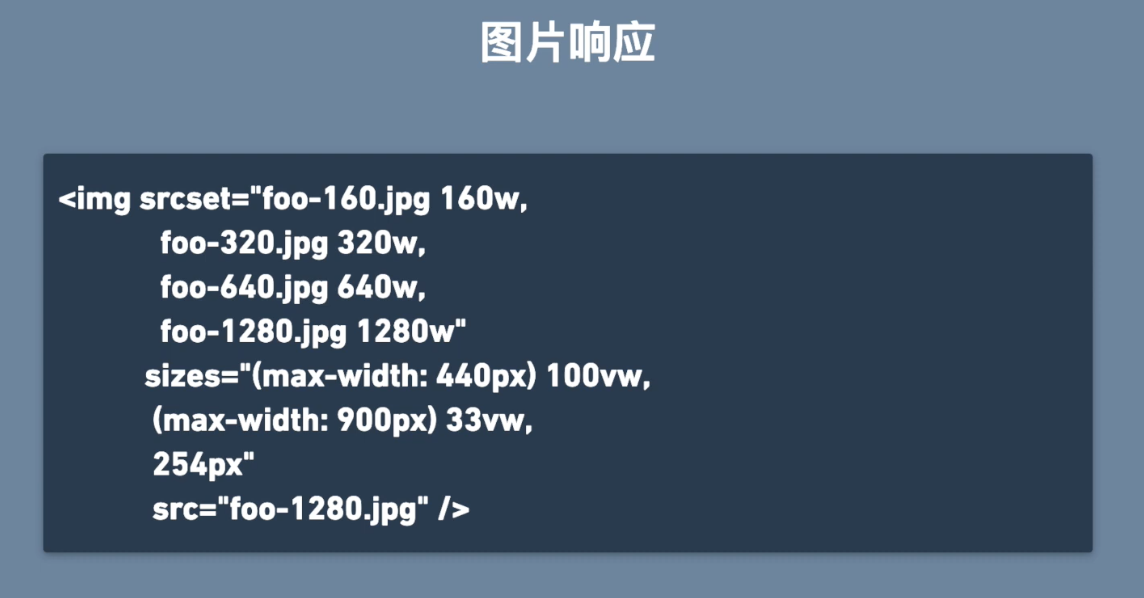 图片响应
<img srcset="foo-160.jpg 160w,
foo-320.jpg 320w,
foo-640.jpg 640w,
foo-1280.jpg 1280w"
sizes="(max-width: 440px) 100vw,
(max-width: 900px) 33vw,
254px"
src="foo-1280.jpg" />